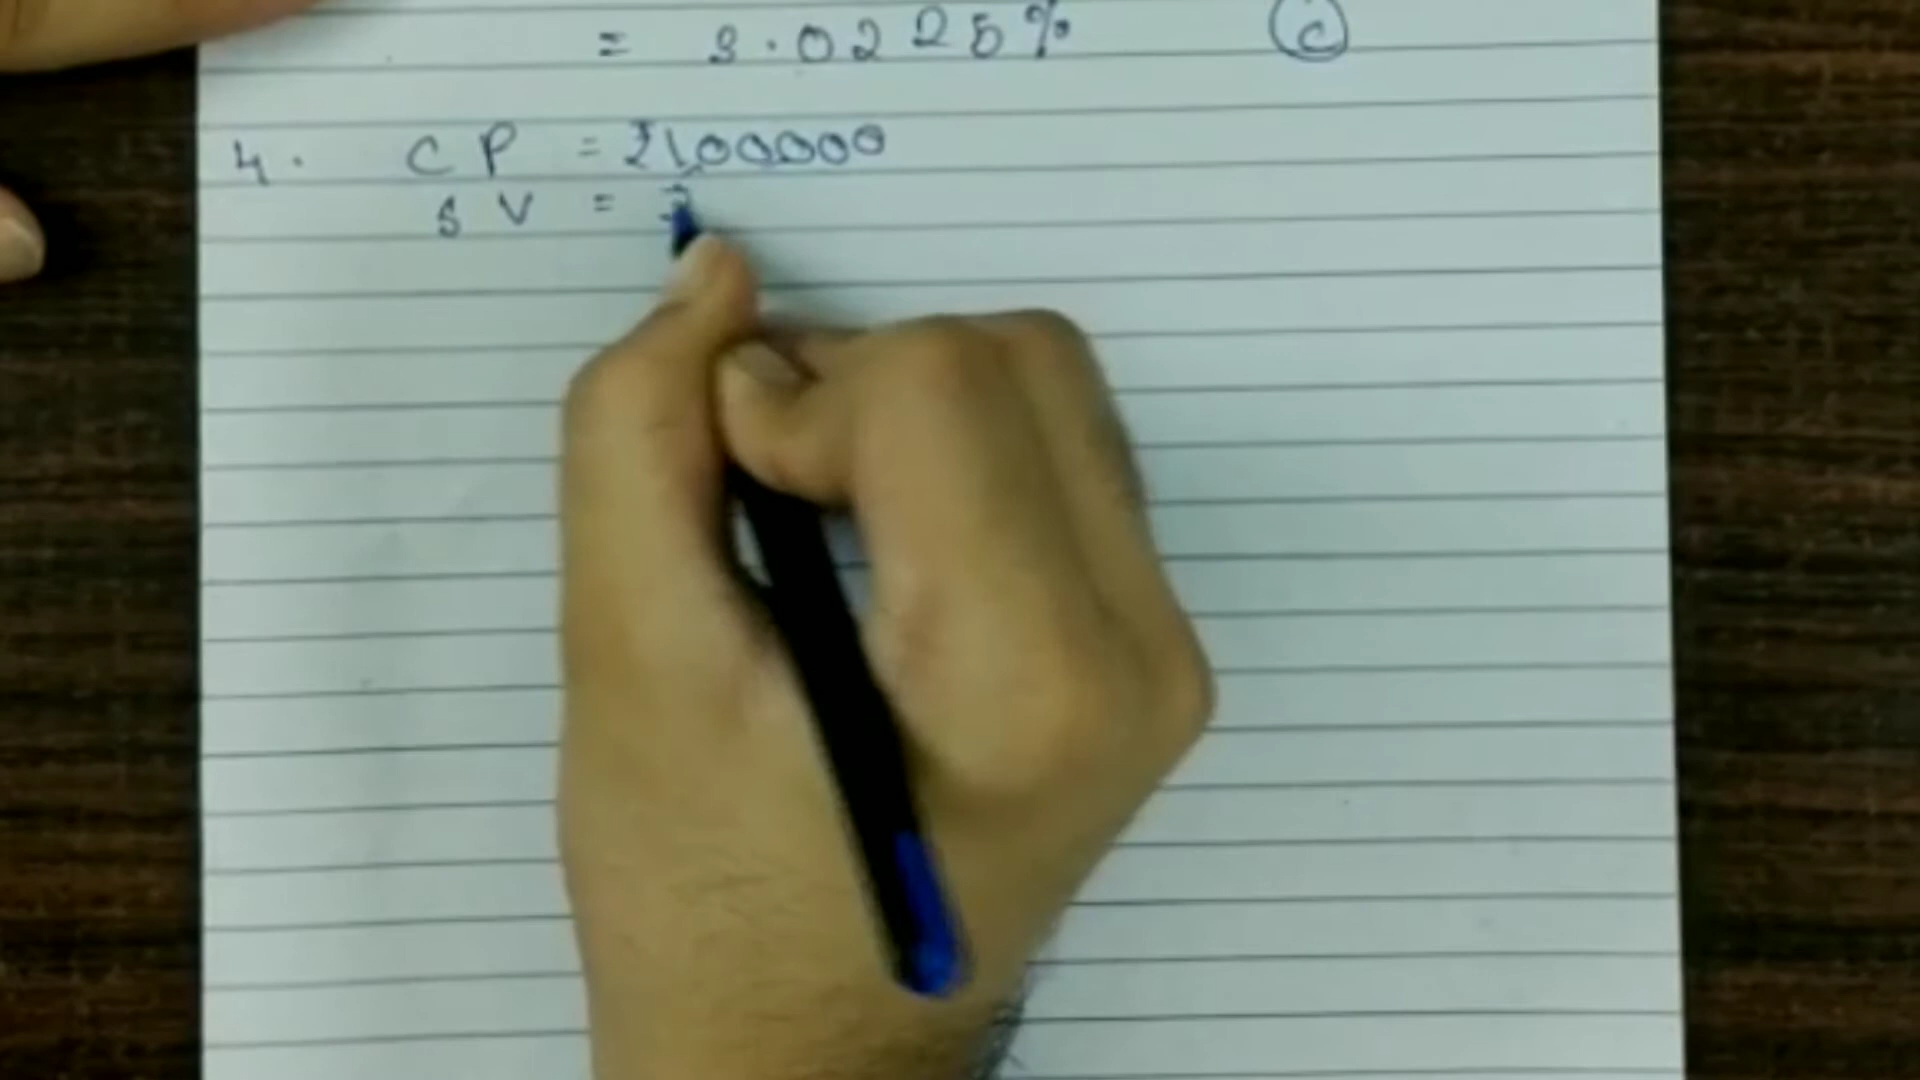 = 3.0225% (c)
4. CP = ₹100000
SV = ₹